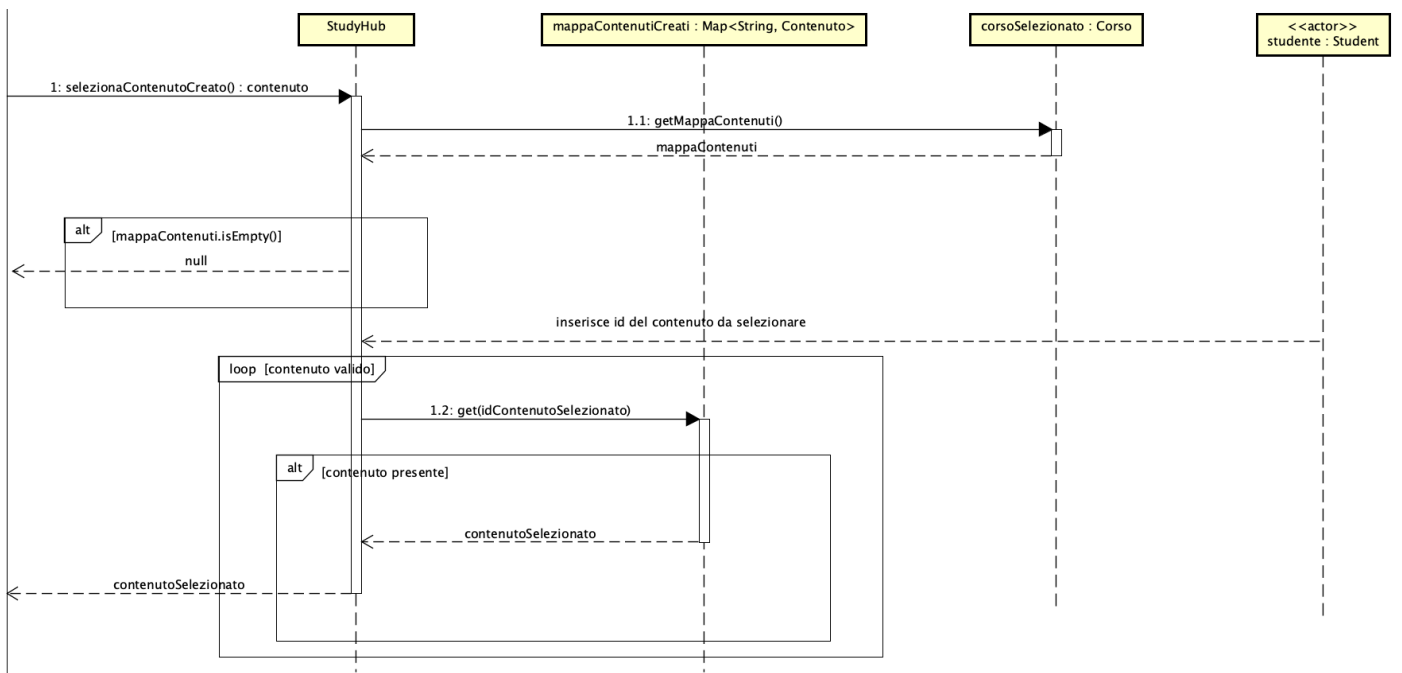 StudyHub
mappaContenutiCreati : Map<String, Contenuto>
corsoSelezionato : Corso
<<actor>>
studente : Student
1: selezionaContenutoCreato() : contenuto
1.1: getMappaContenuti()
mappaContenuti
alt
[mappaContenuti.isEmpty()]
null
inserisce id del contenuto da selezionare
loop [contenuto valido]
1.2: get(idContenutoSelezionato)
alt
[contenuto presente]
contenutoSelezionato
contenutoSelezionato